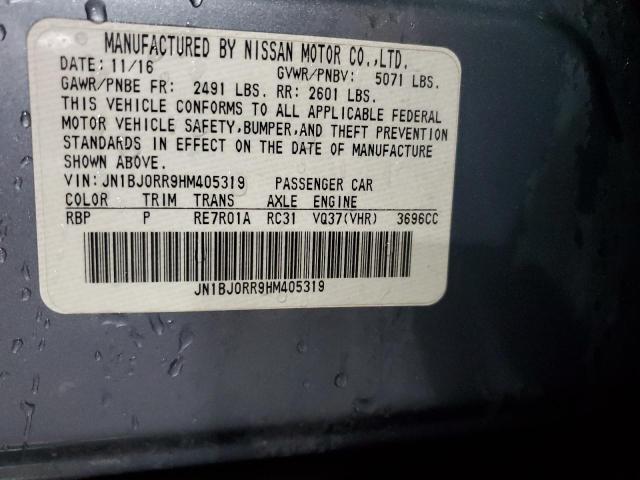 MANUFACTURED BY NISSAN MOTOR CO.,LTD.
DATE: 11/16 GVWR/PNBV: 5071 LBS.
GAWR/PNBE FR: 2491 LBS. RR: 2601 LBS.
THIS VEHICLE CONFORMS TO ALL APPLICABLE FEDERAL
MOTOR VEHICLE SAFETY,BUMPER,AND THEFT PREVENTION
STANDARDS IN EFFECT ON THE DATE OF MANUFACTURE
SHOWN ABOVE.
VIN:JN1BJ0RR9HM405319 PASSENGER CAR
COLOR TRIM TRANS AXLE ENGINE
RBP P RE7R01A RC31 VQ37(VHR) 3696CC
JN1BJ0RR9HM405319